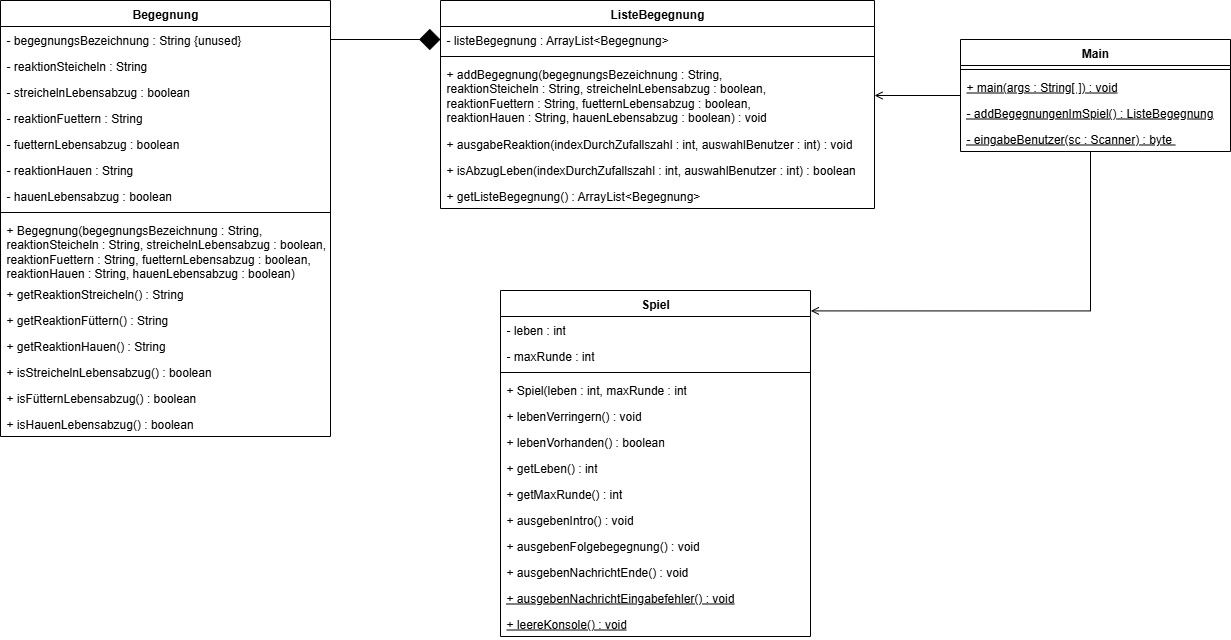 Begegnung
- begegnungsBezeichnung : String {unused}
- reaktionSteicheln : String
- streichelnLebensabzug : boolean
- reaktionFuettern : String
- fuetternLebensabzug : boolean
- reaktionHauen : String
- hauenLebensabzug : boolean
+ Begegnung(begegnungsBezeichnung : String,
reaktionSteicheln : String, streichelnLebensabzug : boolean,
reaktionFuettern : String, fuetternLebensabzug : boolean,
reaktionHauen : String, hauenLebensabzug : boolean)
+ getReaktionStreicheln() : String
+ getReaktionFüttern() : String
+ getReaktionHauen() : String
+ isStreichelnLebensabzug() : boolean
+ isFütternLebensabzug() : boolean
+ isHauenLebensabzug() : boolean
ListeBegegnung
- listeBegegnung : ArrayList<Begegnung>
+ addBegegnung(begegnungsBezeichnung : String,
reaktionSteicheln : String, streichelnLebensabzug : boolean,
reaktionFuettern : String, fuetternLebensabzug : boolean,
reaktionHauen : String, hauenLebensabzug : boolean) : void
+ ausgabeReaktion(indexDurchZufallszahl : int, auswahlBenutzer : int) : void
+ isAbzugLeben(indexDurchZufallszahl : int, auswahlBenutzer : int) : boolean
+ getListeBegegnung() : ArrayList<Begegnung>
Main
+ main(args : String[ ]) : void
- addBegegnungenImSpiel() : ListeBegegnung
- eingabeBenutzer(sc : Scanner) : byte
Spiel
- leben : int
- maxRunde : int
+ Spiel(leben : int, maxRunde : int
+ lebenVerringern() : void
+ lebenVorhanden() : boolean
+ getLeben() : int
+ getMaxRunde() : int
+ ausgebenIntro() : void
+ ausgebenFolgebegegnung() : void
+ ausgebenNachrichtEnde() : void
+ ausgebenNachrichtEingabefehler() : void
+ leereKonsole() : void